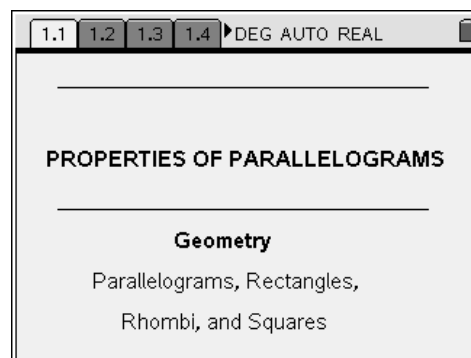 1.1 1.2 1.3 1.4 DEG AUTO REAL
PROPERTIES OF PARALLELOGRAMS
Geometry
Parallelograms, Rectangles,
Rhombi, and Squares